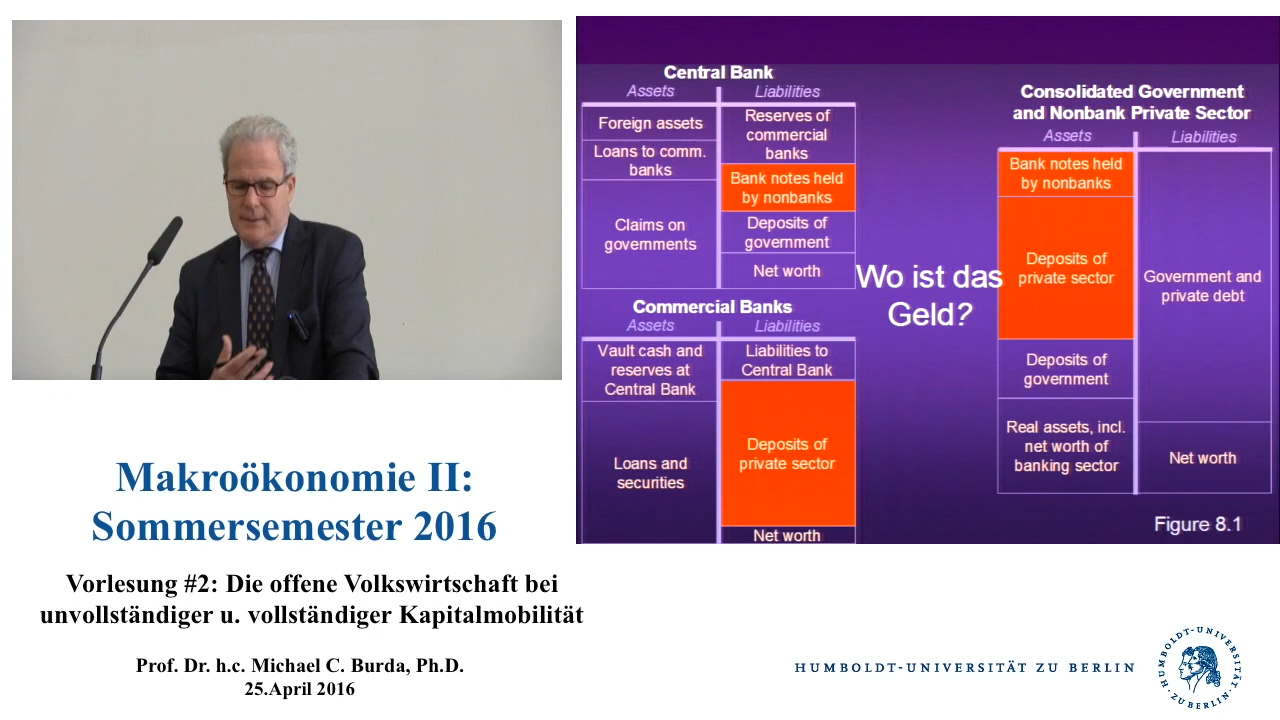 Central Bank
Assets
Liabilities
Foreign assets
Loans to comm.
banks
Claims on
governments
Reserves of
commercial
banks
Bank notes held
by nonbanks
Deposits of
government
Net worth
Commercial Banks
Assets
Liabilities
Vault cash and
reserves at
Central Bank
Loans and
securities
Liabilities to
Central Bank
Deposits of
private sector
Net worth
Wo ist das
Geld?
Consolidated Government
and Nonbank Private Sector
Assets
Liabilities
Bank notes held
by nonbanks
Deposits of
private sector
Deposits of
government
Real assets, incl.
net worth of
banking sector
Government and
private debt
Net worth
Figure 8.1
Makroökonomie II:
Sommersemester 2016
Vorlesung #2: Die offene Volkswirtschaft bei
unvollständiger u. vollständiger Kapitalmobilität
Prof. Dr. h.c. Michael C. Burda, Ph.D.
25.April 2016
HUMBOLDT-UNIVERSITÄT ZU BERLIN
HUMBOLDT-UNIVERSITÄT
ZU BERLIN